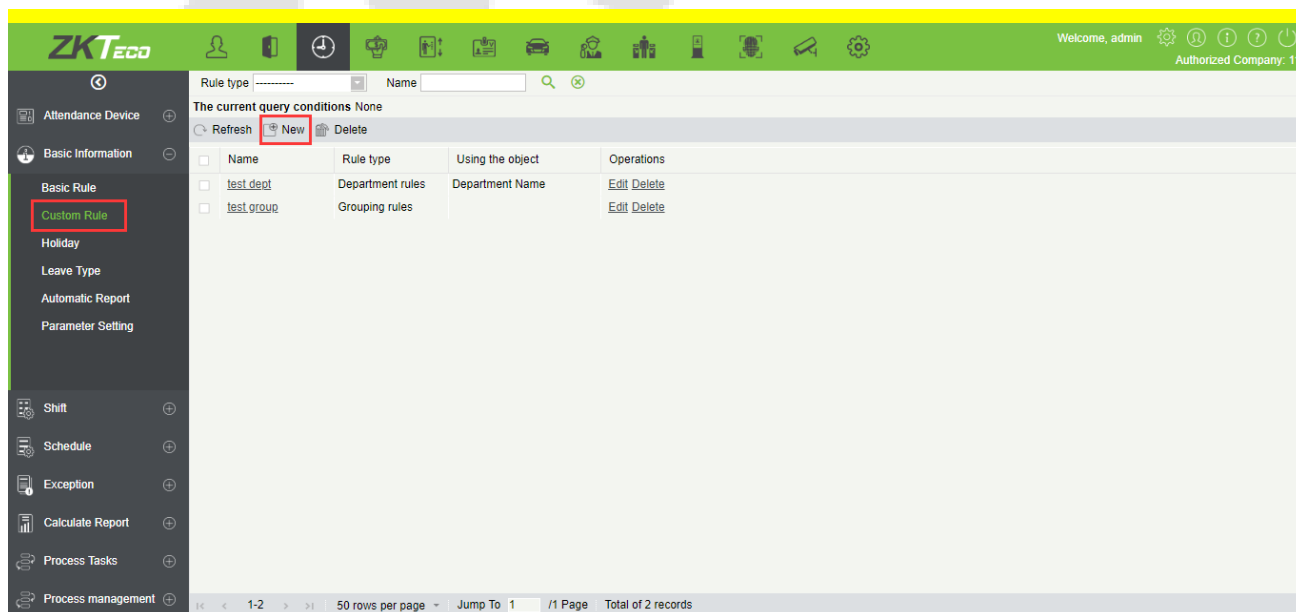 ZKTECO
Welcome, admin
Authorized Company: 1
Rule type ---------- Name
The current query conditions None
Refresh New Delete
Name Rule type Using the object Operations
test dept Department rules Department Name Edit Delete
test group Grouping rules Edit Delete
Attendance Device
Basic Information
Basic Rule
Custom Rule
Holiday
Leave Type
Automatic Report
Parameter Setting
Shift
Schedule
Exception
Calculate Report
Process Tasks
Process management
1-2 50 rows per page Jump To 1 /1 Page Total of 2 records